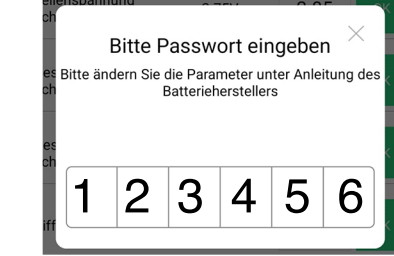 Bitte Passwort eingeben
Bitte ändern Sie die Parameter unter Anleitung des
Batterieherstellers
1 2 3 4 5 6